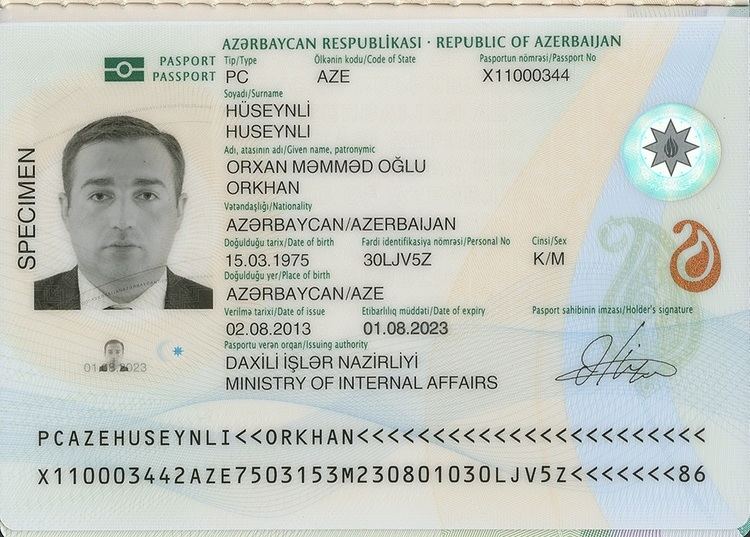 AZƏRBAYCAN RESPUBLİKASI · REPUBLIC OF AZERBAIJAN
PASPORT
PASSPORT
Tip/Type Ölkənin kodu/Code of State Pasportun nömrəsi/Passport No
PC AZE X11000344
Soyadı/Surname
HÜSEYNLİ
HUSEYNLI
Adı, atasının adı/Given name, patronymic
ORXAN MƏMMƏD OĞLU
ORKHAN
Vətəndaşlığı/Nationality
AZƏRBAYCAN/AZERBAIJAN
Doğulduğu tarix/Date of birth Fərdi identifikasiya nömrəsi/Personal No Cinsi/Sex
15.03.1975 30LJV5Z K/M
Doğulduğu yer/Place of birth
AZƏRBAYCAN/AZE
Verilmə tarixi/Date of issue Etibarlılıq müddəti/Date of expiry Pasport sahibinin imzası/Holder's signature
02.08.2013 01.08.2023
Pasportu verən orqan/Issuing authority
DAXİLİ İŞLƏR NAZİRLİYİ
MINISTRY OF INTERNAL AFFAIRS
SPECIMEN
PCAZEHUSEYNLI<<ORKHAN<<<<<<<<<<<<<<<<<<<<<<<
X110003442AZE7503153M230801030LJV5Z<<<<<<<86